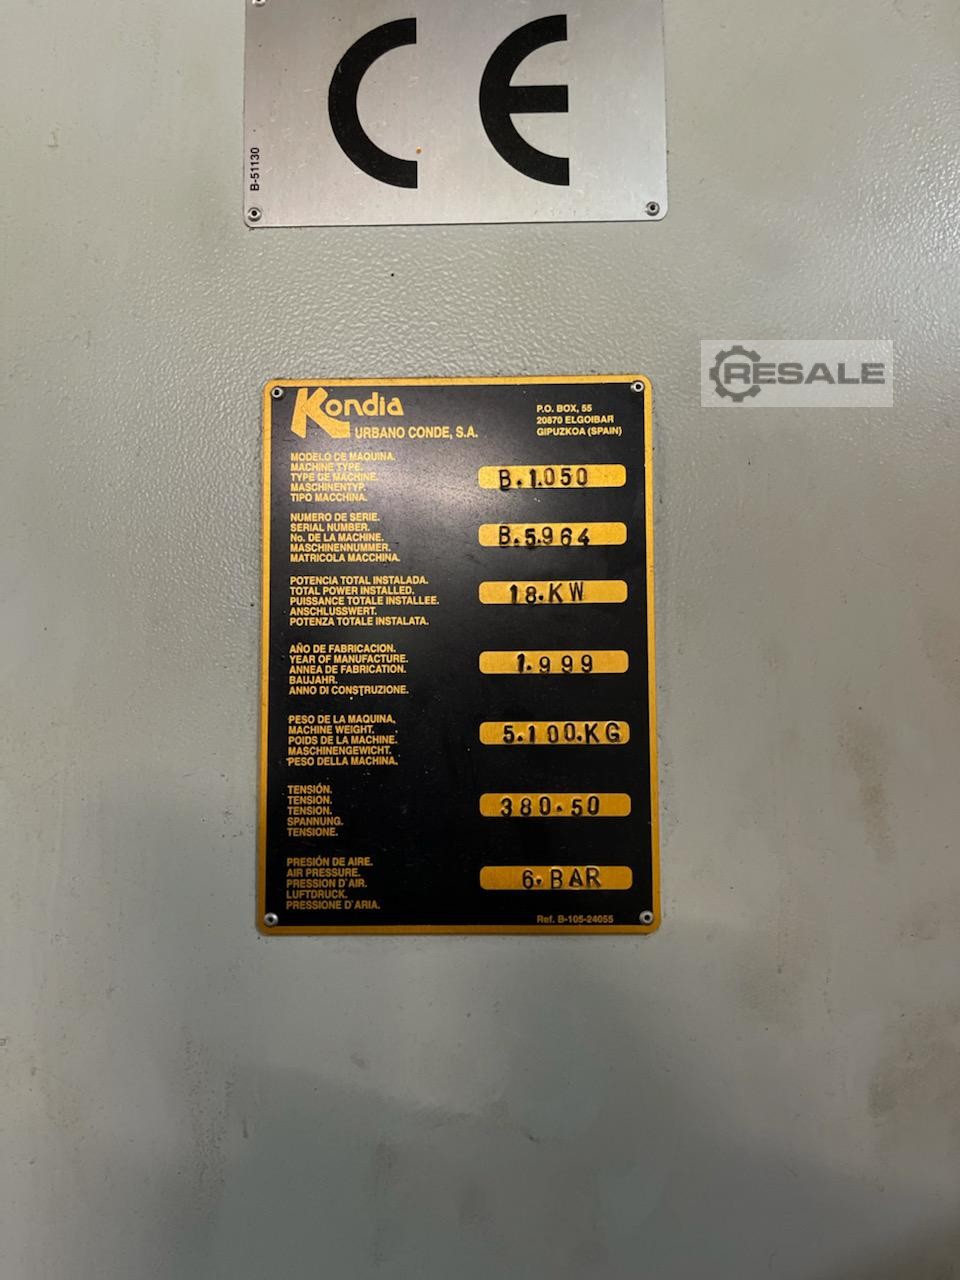 CE
B-51130
RESALE
Kondia
URBANO CONDE, S.A.
P.O. BOX, 55
20870 ELGOIBAR
GIPUZKOA (SPAIN)
MODELO DE MAQUINA.
MACHINE TYPE.
TYPE DE MACHINE.
MASCHINENTYP.
TIPO MACCHINA.
B.1.050
NUMERO DE SERIE.
SERIAL NUMBER.
No. DE LA MACHINE.
MASCHINENNUMMER.
MATRICOLA MACCHINA.
B.5964
POTENCIA TOTAL INSTALADA.
TOTAL POWER INSTALLED.
PUISSANCE TOTALE INSTALLEE.
ANSCHLUSSWERT.
POTENZA TOTALE INSTALATA.
18.KW
AÑO DE FABRICACION.
YEAR OF MANUFACTURE.
ANNEA DE FABRICATION.
BAUJAHR.
ANNO DI CONSTRUZIONE.
1.999
PESO DE LA MAQUINA,
MACHINE WEIGHT.
POIDS DE LA MACHINE.
MASCHINENGEWICHT.
PESO DELLA MACHINA.
5.100.KG
TENSIÓN.
TENSION.
TENSION.
SPANNUNG.
TENSIONE.
380.50
PRESIÓN DE AIRE.
AIR PRESSURE.
PRESSION D'AIR.
LUFTDRUCK.
PRESSIONE D'ARIA.
6.BAR
Ref. B-105-24055